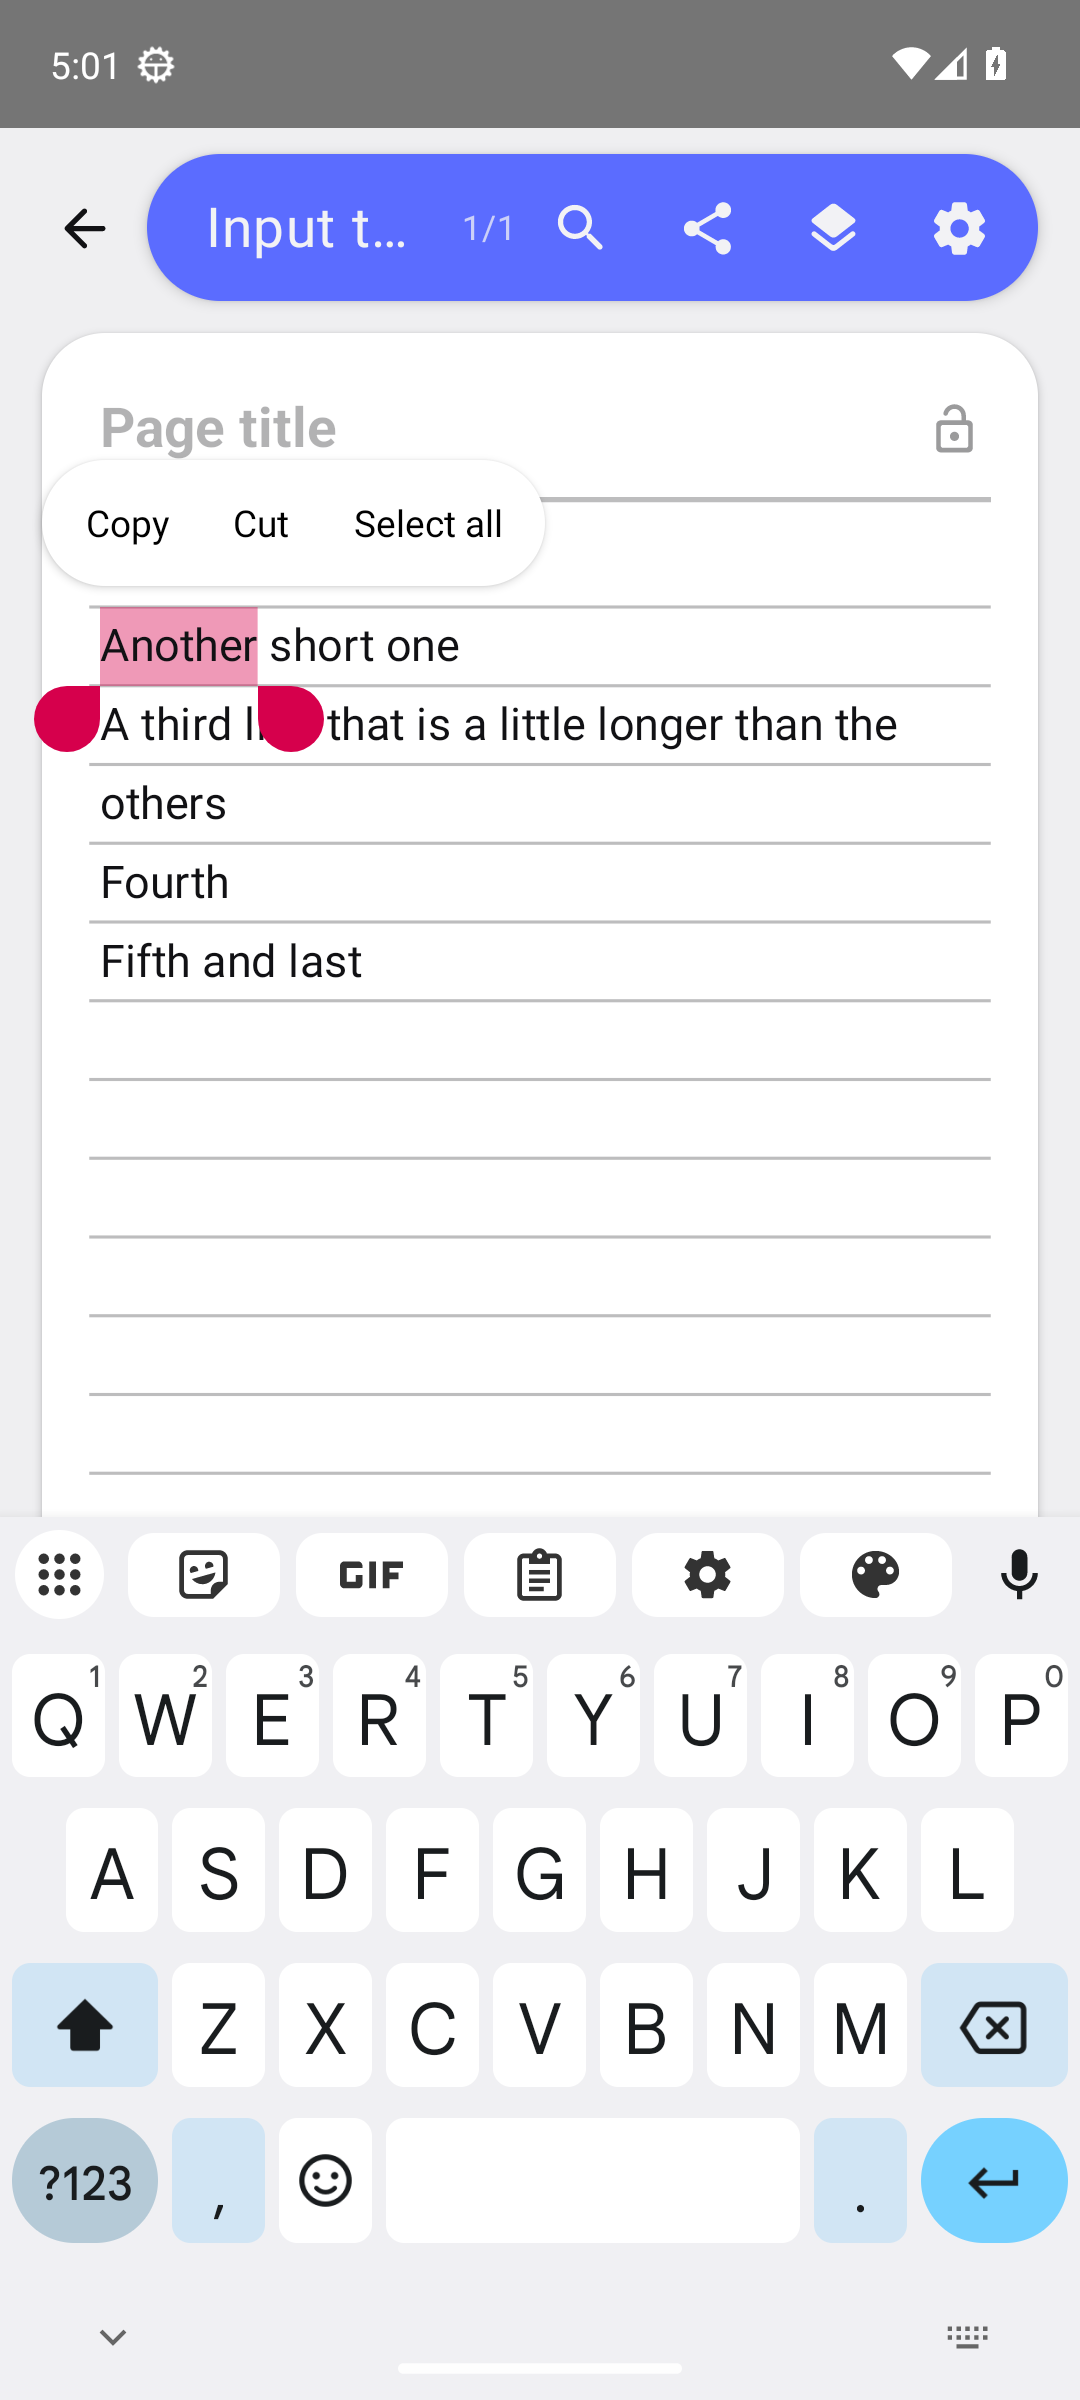 5:01
Input t...
1/1
Page title
Copy Cut Select all
Another short one
A third l that is a little longer than the
others
Fourth
Fifth and last
GIF
Q 1 W 2 E 3 R 4 T 5 Y 6 U 7 I 8 O 9 P 0
A S D F G H J K L
Z X C V B N M
?123 , .